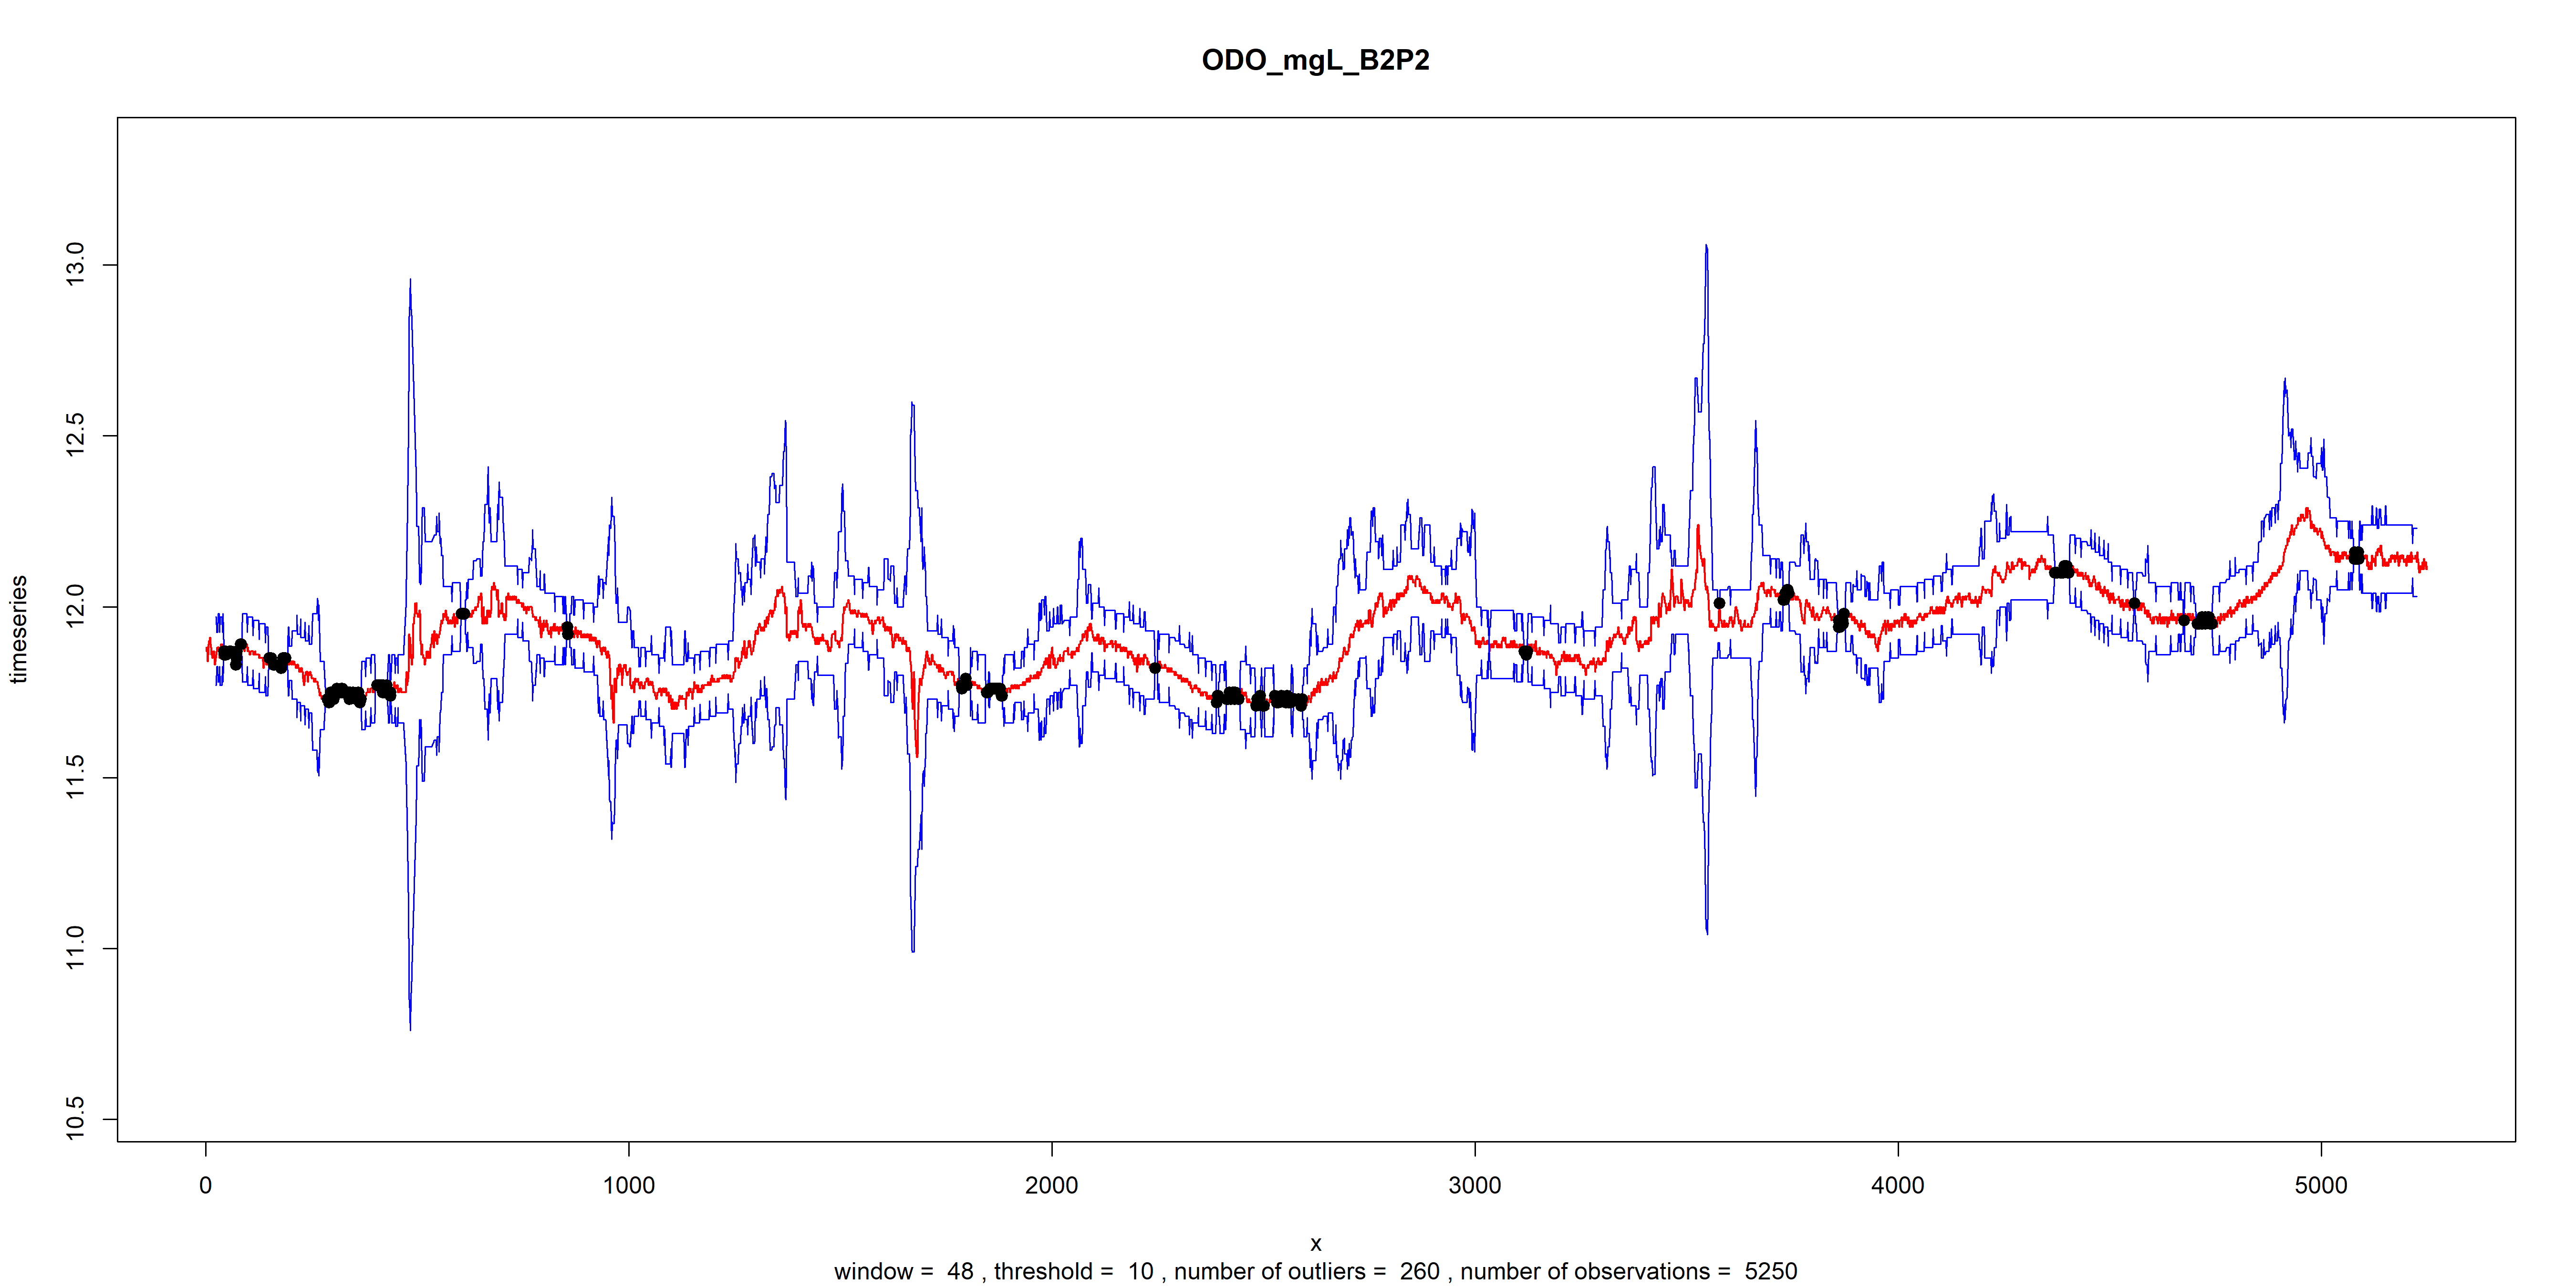 ODO_mgL_B2P2
timeseries
13.0
12.5
12.0
11.5
11.0
10.5
0 1000 2000 3000 4000 5000
x
window =  48 , threshold =  10 , number of outliers =  260 , number of observations =  5250